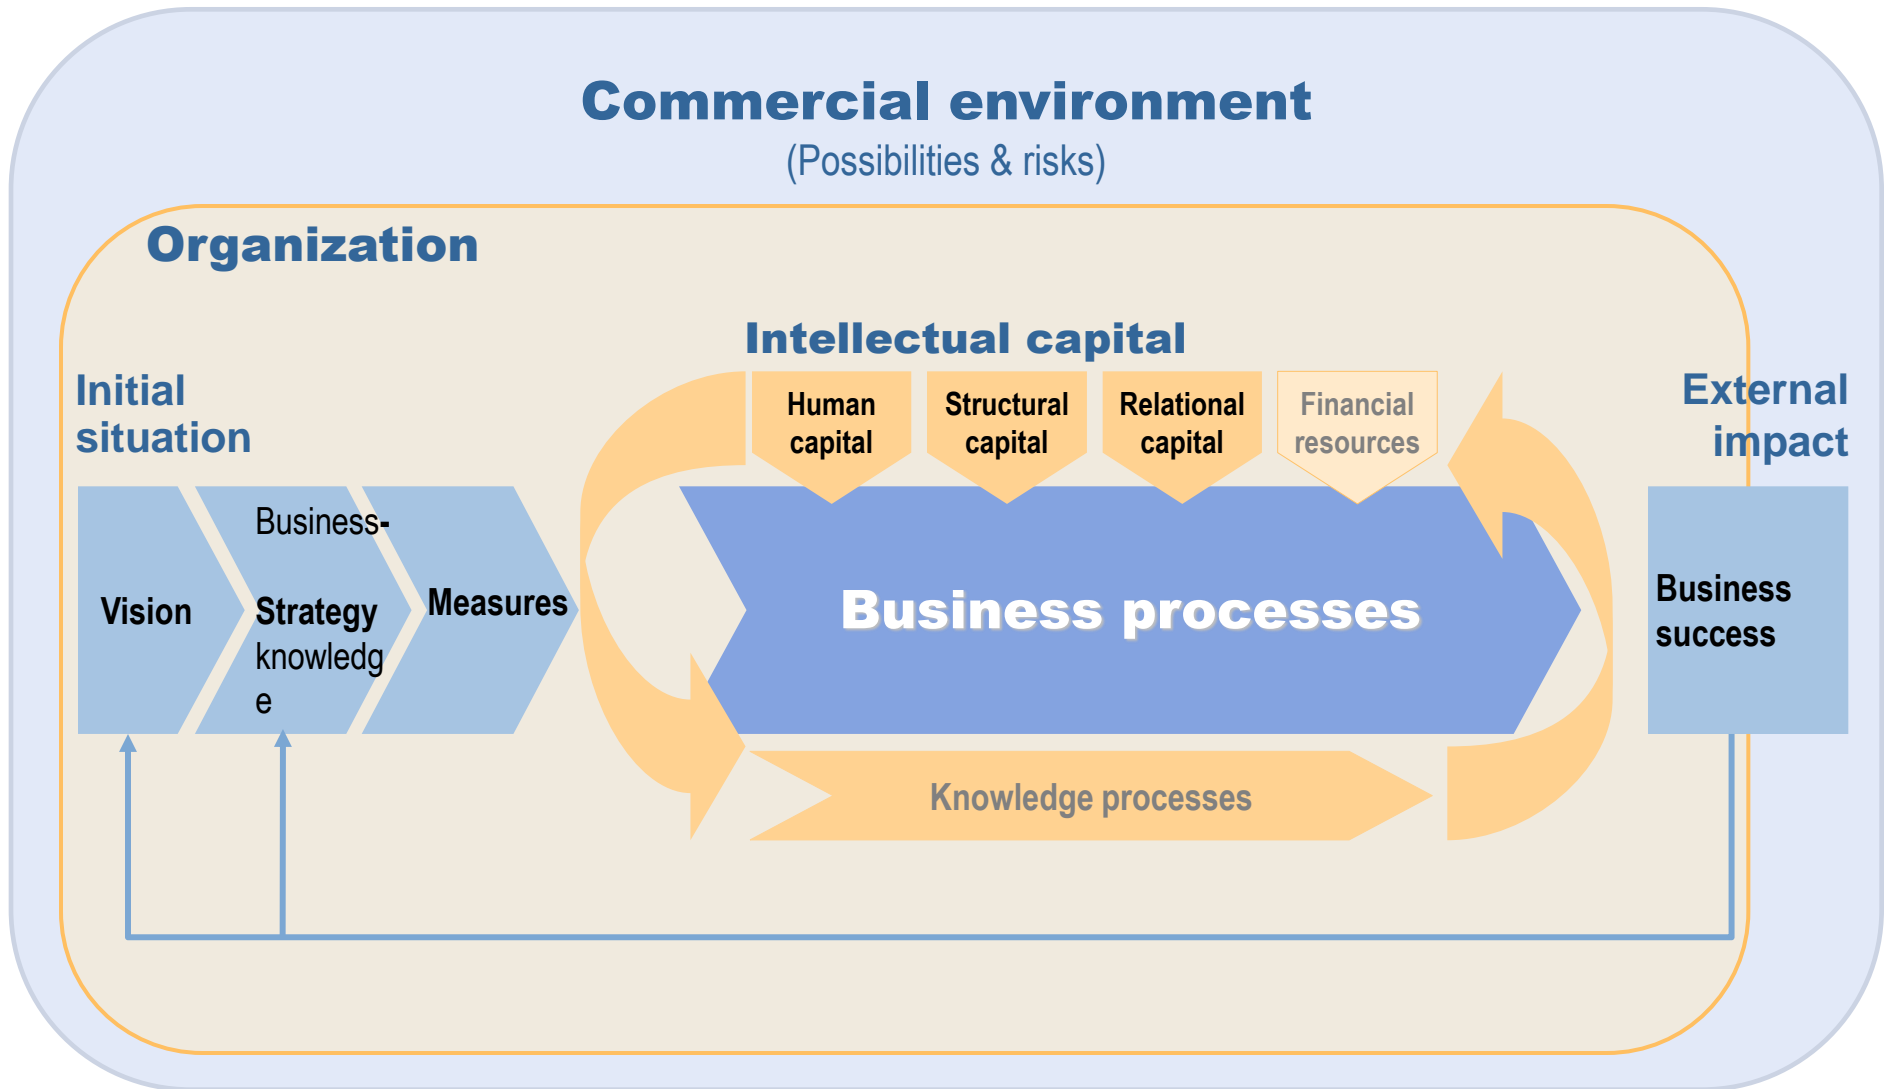 Commercial environment
(Possibilities & risks)
Organization
Intellectual capital
Initial
situation
External
impact
Human
capital
Structural
capital
Relational
capital
Financial
resources
Vision
Business-
Strategy
knowledg
e
Measures
Business processes
Business
success
Knowledge processes